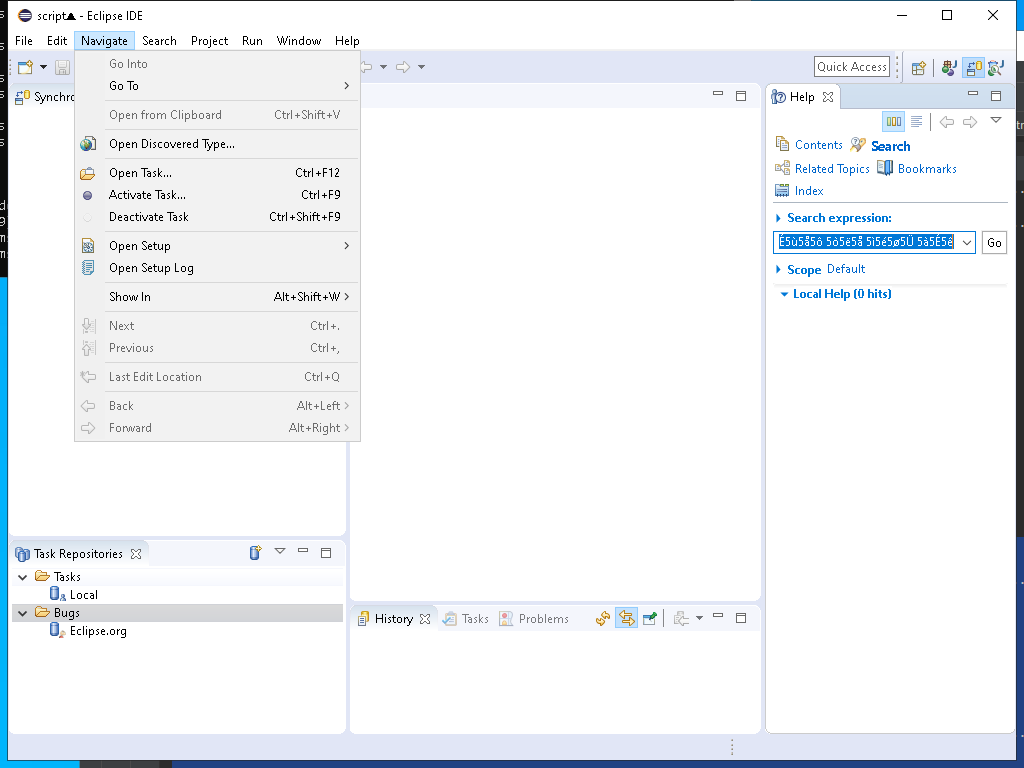 script▲ - Eclipse IDE
File Edit Navigate Search Project Run Window Help
Quick Access
Synchro
Go Into
Go To
Open from Clipboard Ctrl+Shift+V
Open Discovered Type...
Open Task... Ctrl+F12
Activate Task... Ctrl+F9
Deactivate Task Ctrl+Shift+F9
Open Setup
Open Setup Log
Show In Alt+Shift+W
Next Ctrl+.
Previous Ctrl+,
Last Edit Location Ctrl+Q
Back Alt+Left
Forward Alt+Right
Help
Contents Search
Related Topics Bookmarks
Index
Search expression:
Go
Scope Default
Local Help (0 hits)
Task Repositories
Tasks
Local
Bugs
Eclipse.org
History Tasks Problems